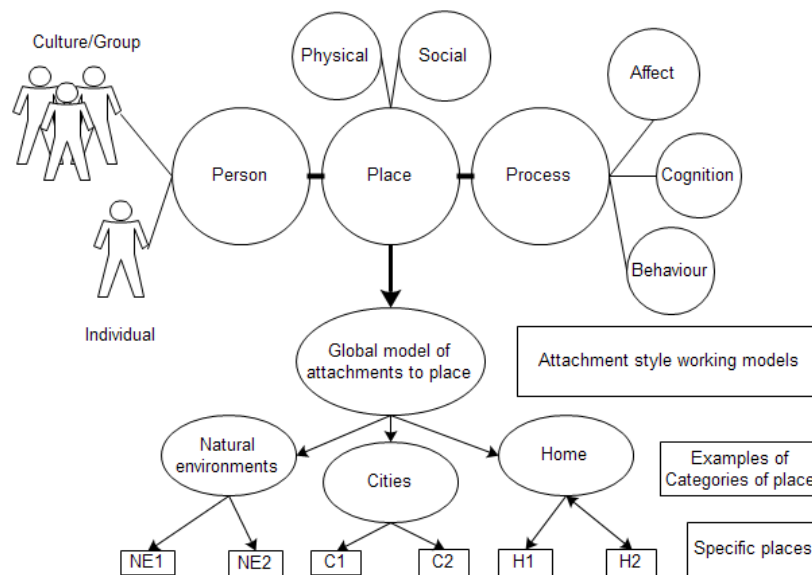 Culture/Group
Physical
Social
Affect
Person
Place
Process
Cognition
Behaviour
Individual
Global model of
attachments to place
Attachment style working models
Natural
environments
Cities
Home
Examples of
Categories of place
NE1
NE2
C1
C2
H1
H2
Specific places